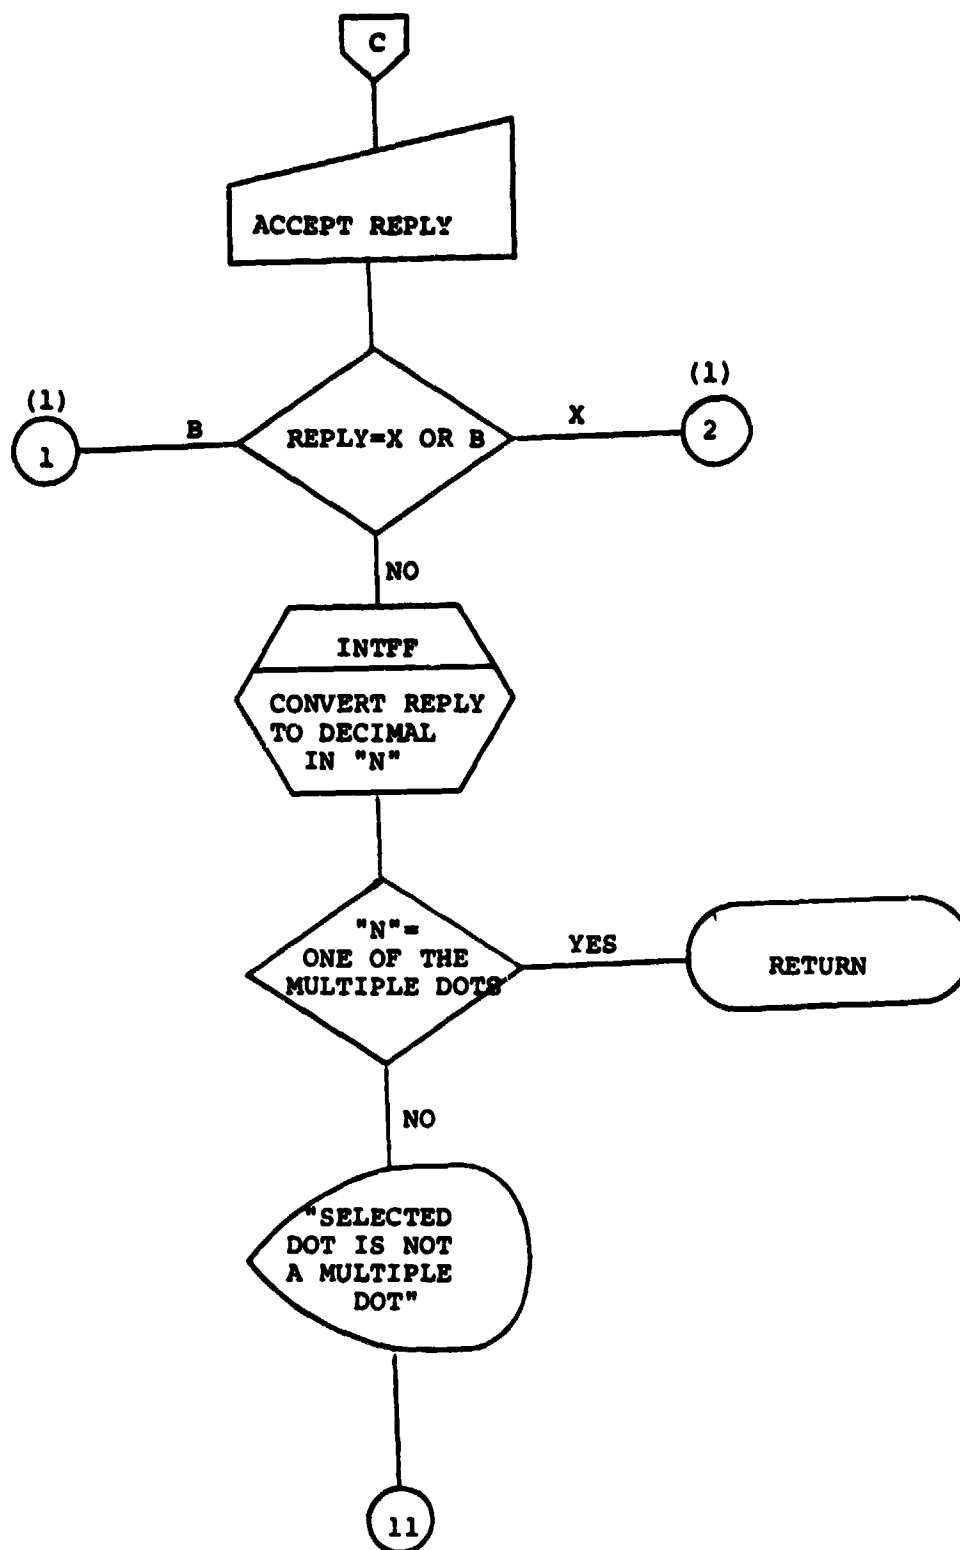 C
ACCEPT REPLY
(1)
(1)
1
B
REPLY=X OR B
X
2
NO
INTFF
CONVERT REPLY
TO DECIMAL
IN "N"
"N"=
ONE OF THE
MULTIPLE DOTS
YES
RETURN
NO
"SELECTED
DOT IS NOT
A MULTIPLE
DOT"
11